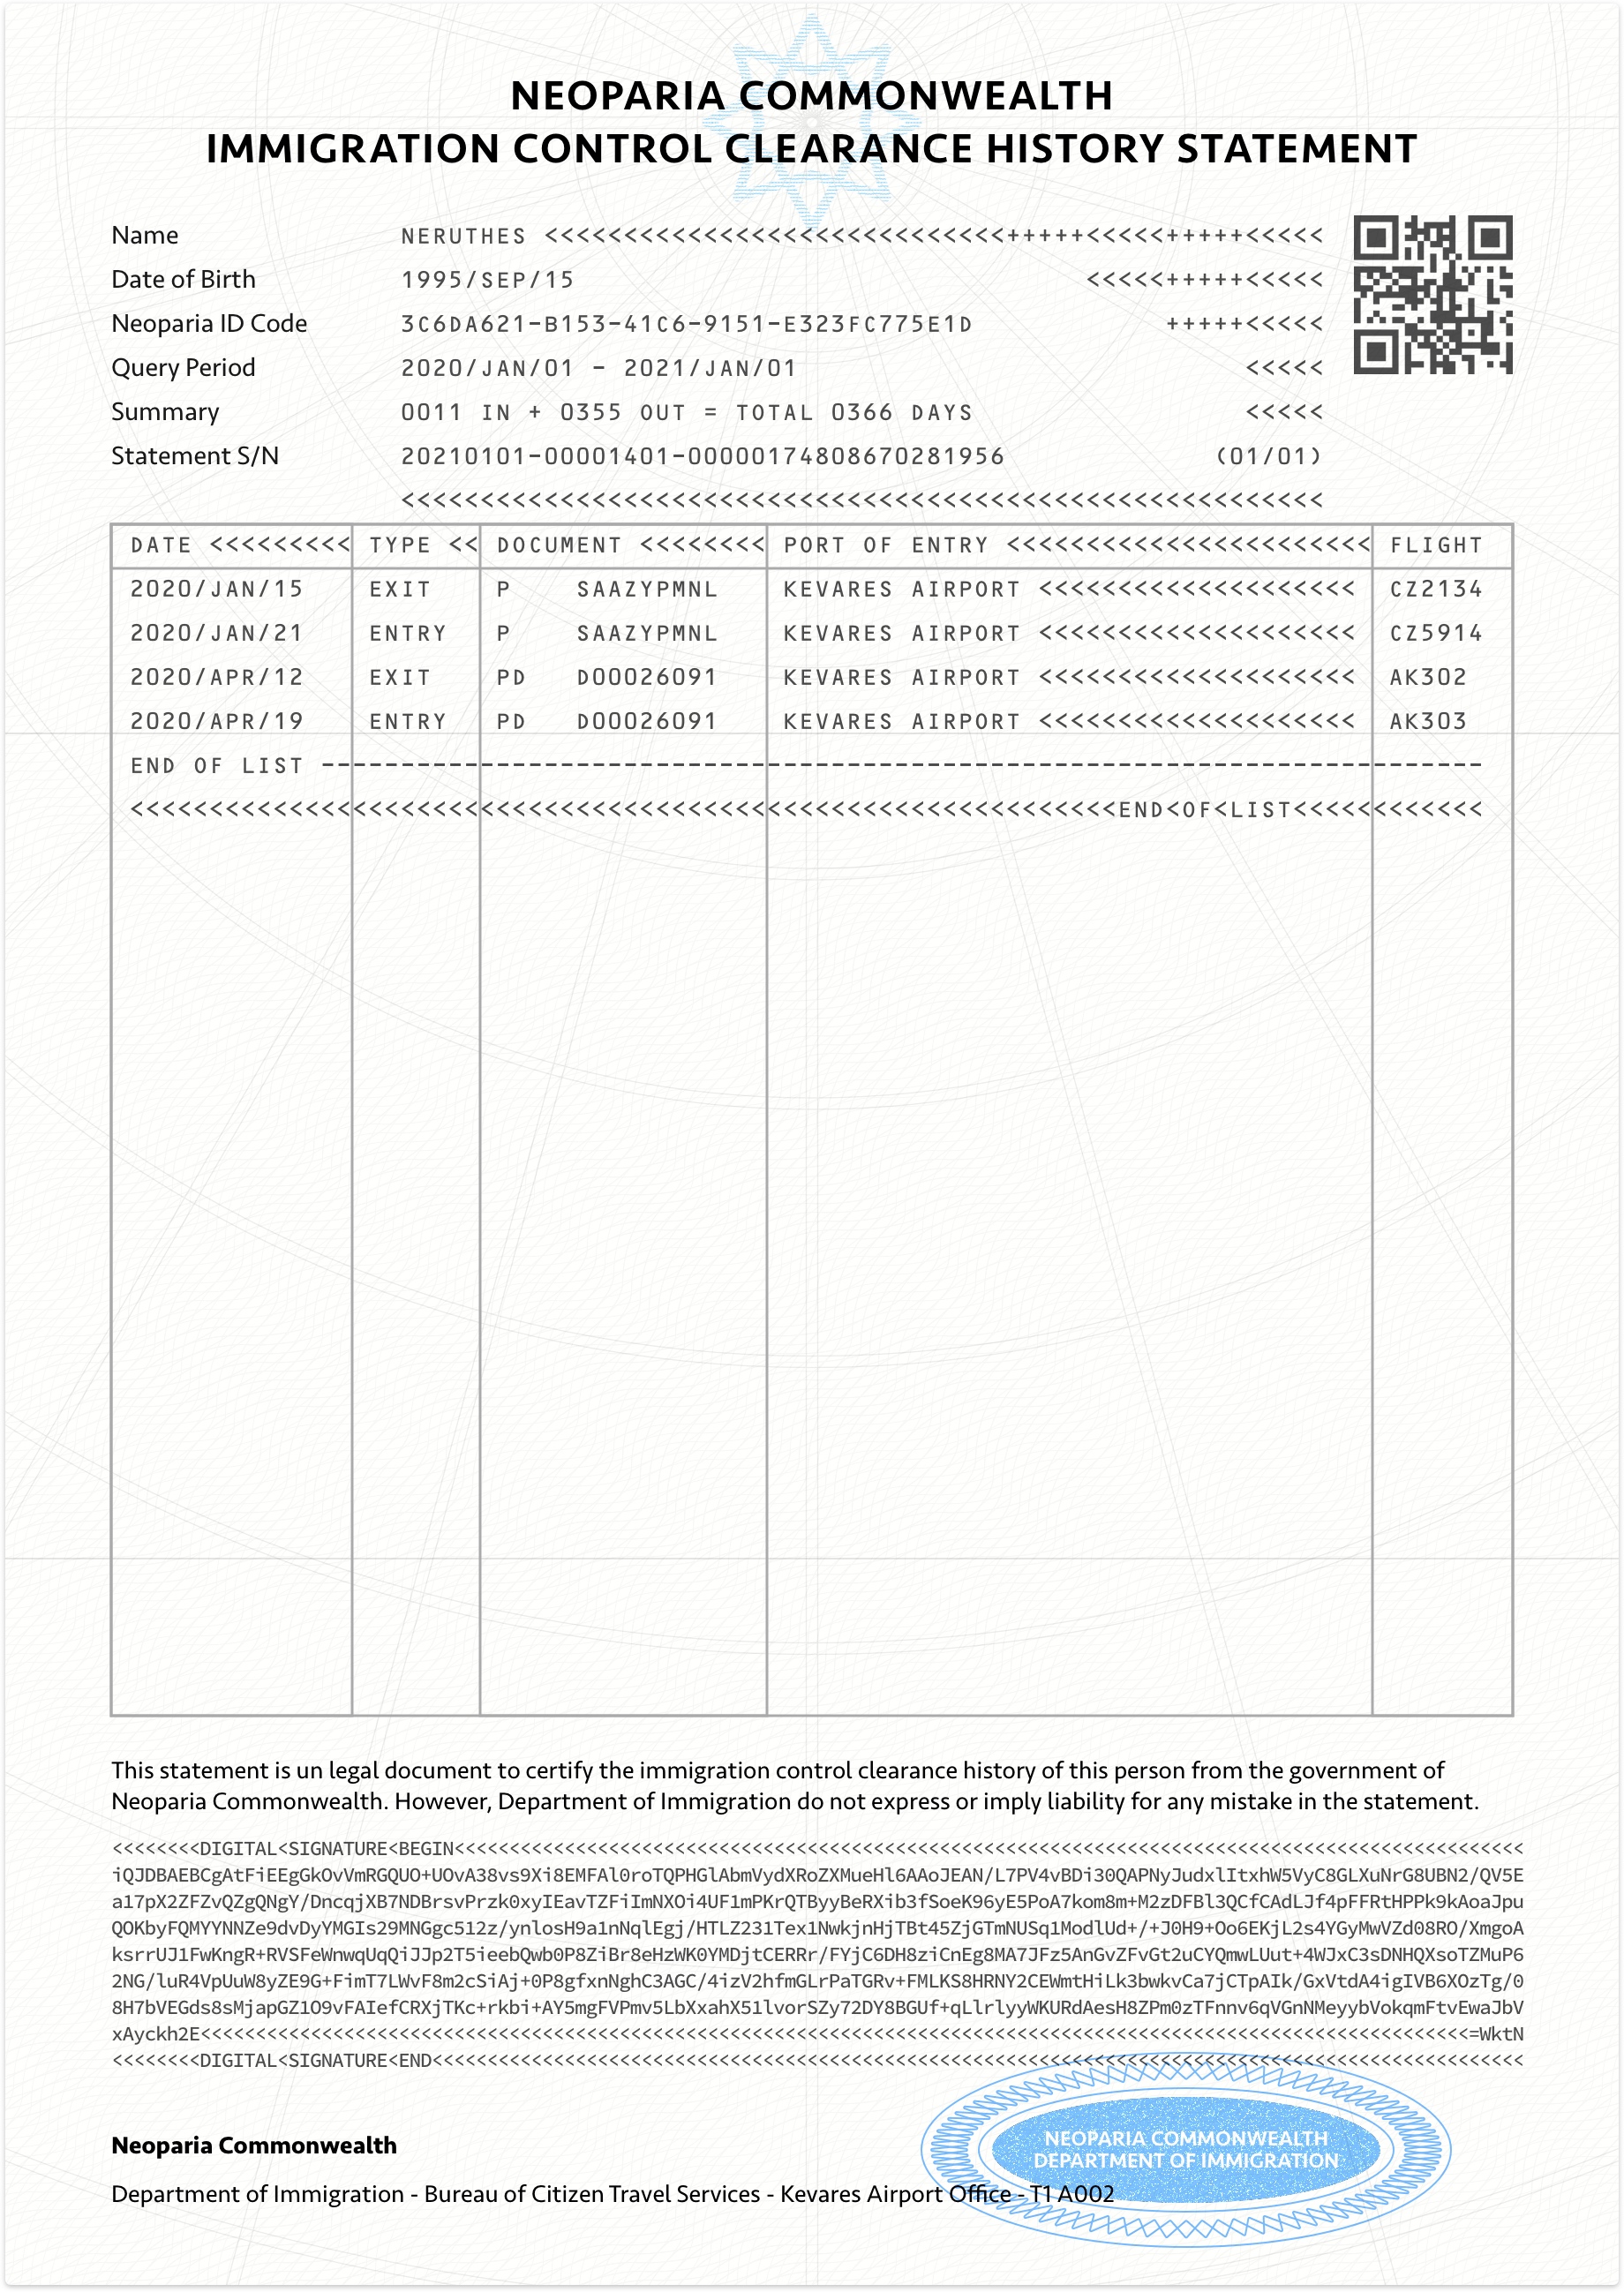 NEOPARIA COMMONWEALTH
IMMIGRATION CONTROL CLEARANCE HISTORY STATEMENT
Name NERUTHES <<<<<<<<<<<<<<<<<<<<<<<<<<<<<+++++<<<<<+++++<<<<<
Date of Birth 1995/SEP/15 <<<<<+++++<<<<<
Neoparia ID Code 3C6DA621-B153-41C6-9151-E323FC775E1D +++++<<<<<
Query Period 2020/JAN/01 - 2021/JAN/01 <<<<<
Summary 0011 IN + 0355 OUT = TOTAL 0366 DAYS <<<<<
Statement S/N 20210101-00001401-00000174808670281956 (01/01)
<<<<<<<<<<<<<<<<<<<<<<<<<<<<<<<<<<<<<<<<<<<<<<<<<<<<<<<<<<
DATE <<<<<<<<< TYPE << DOCUMENT <<<<<<<< PORT OF ENTRY <<<<<<<<<<<<<<<<<<<<<<< FLIGHT
2020/JAN/15 EXIT P SAAZYPMNL KEVARES AIRPORT <<<<<<<<<<<<<<<<<<<< CZ2134
2020/JAN/21 ENTRY P SAAZYPMNL KEVARES AIRPORT <<<<<<<<<<<<<<<<<<<< CZ5914
2020/APR/12 EXIT PD D00026091 KEVARES AIRPORT <<<<<<<<<<<<<<<<<<<< AK302
2020/APR/19 ENTRY PD D00026091 KEVARES AIRPORT <<<<<<<<<<<<<<<<<<<< AK303
END OF LIST -------------------------------------------------------------------------
<<<<<<<<<<<<<<<<<<<<<<<<<<<<<<<<<<<<<<<<<<<<<<<<<<<<<<<<<<<<<<END<OF<LIST<<<<<<<<<<<<
This statement is un legal document to certify the immigration control clearance history of this person from the government of
Neoparia Commonwealth. However, Department of Immigration do not express or imply liability for any mistake in the statement.
<<<<<<<<DIGITAL<SIGNATURE<BEGIN<<<<<<<<<<<<<<<<<<<<<<<<<<<<<<<<<<<<<<<<<<<<<<<<<<<<<<<<<<<<<<<<<<<<<<<<<<<<<<<<<<<<<<<<<<<<<<<<<
iQJDBAEBCgAtFiEEgGkOvVmRGQUO+UOvA38vs9Xi8EMFAl0roTQPHGlAbmVydXRoZXMueHl6AAoJEAN/L7PV4vBDi30QAPNyJudxlItxhW5VyC8GLXuNrG8UBN2/QV5E
a17pX2ZFZvQZgQNgY/DncqjXB7NDBrsvPrzk0xyIEavTZFiImNXOi4UF1mPKrQTByyBeRXib3fSoeK96yE5PoA7kom8m+M2zDFBl3QCfCAdLJf4pFFRtHPPk9kAoaJpu
QOKbyFQMYYNNZe9dvDyYMGIs29MNGgc512z/ynlosH9a1nNqlEgj/HTLZ231Tex1NwkjnHjTBt45ZjGTmNUSq1ModlUd+/+J0H9+Oo6EKjL2s4YGyMwVZd08RO/XmgoA
ksrrUJ1FwKngR+RVSFeWnwqUqQiJJp2T5ieebQwb0P8ZiBr8eHzWK0YMDjtCERRr/FYjC6DH8ziCnEg8MA7JFz5AnGvZFvGt2uCYQmwLUut+4WJxC3sDNHQXsoTZMuP6
2NG/luR4VpUuW8yZE9G+FimT7LWvF8m2cSiAj+0P8gfxnNghC3AGC/4izV2hfmGLrPaTGRv+FMLKS8HRNY2CEWmtHiLk3bwkvCa7jCTpAIk/GxVtdA4igIVB6XOzTg/0
8H7bVEGds8sMjapGZ1O9vFAIefCRXjTKc+rkbi+AY5mgFVPmv5LbXxahX51lvorSZy72DY8BGUf+qLlrlyyWKURdAesH8ZPm0zTFnnv6qVGnNMeyybVokqmFtvEwaJbV
xAyckh2E<<<<<<<<<<<<<<<<<<<<<<<<<<<<<<<<<<<<<<<<<<<<<<<<<<<<<<<<<<<<<<<<<<<<<<<<<<<<<<<<<<<<<<<<<<<<<<<<<<<<<<<<<<<<<<<<<<<=WktN
<<<<<<<<DIGITAL<SIGNATURE<END<<<<<<<<<<<<<<<<<<<<<<<<<<<<<<<<<<<<<<<<<<<<<<<<<<<<<<<<<<<<<<<<<<<<<<<<<<<<<<<<<<<<<<<<<<<<<<<<<<<
NEOPARIA COMMONWEALTH
DEPARTMENT OF IMMIGRATION
Neoparia Commonwealth
Department of Immigration - Bureau of Citizen Travel Services - Kevares Airport Office - T1 A002